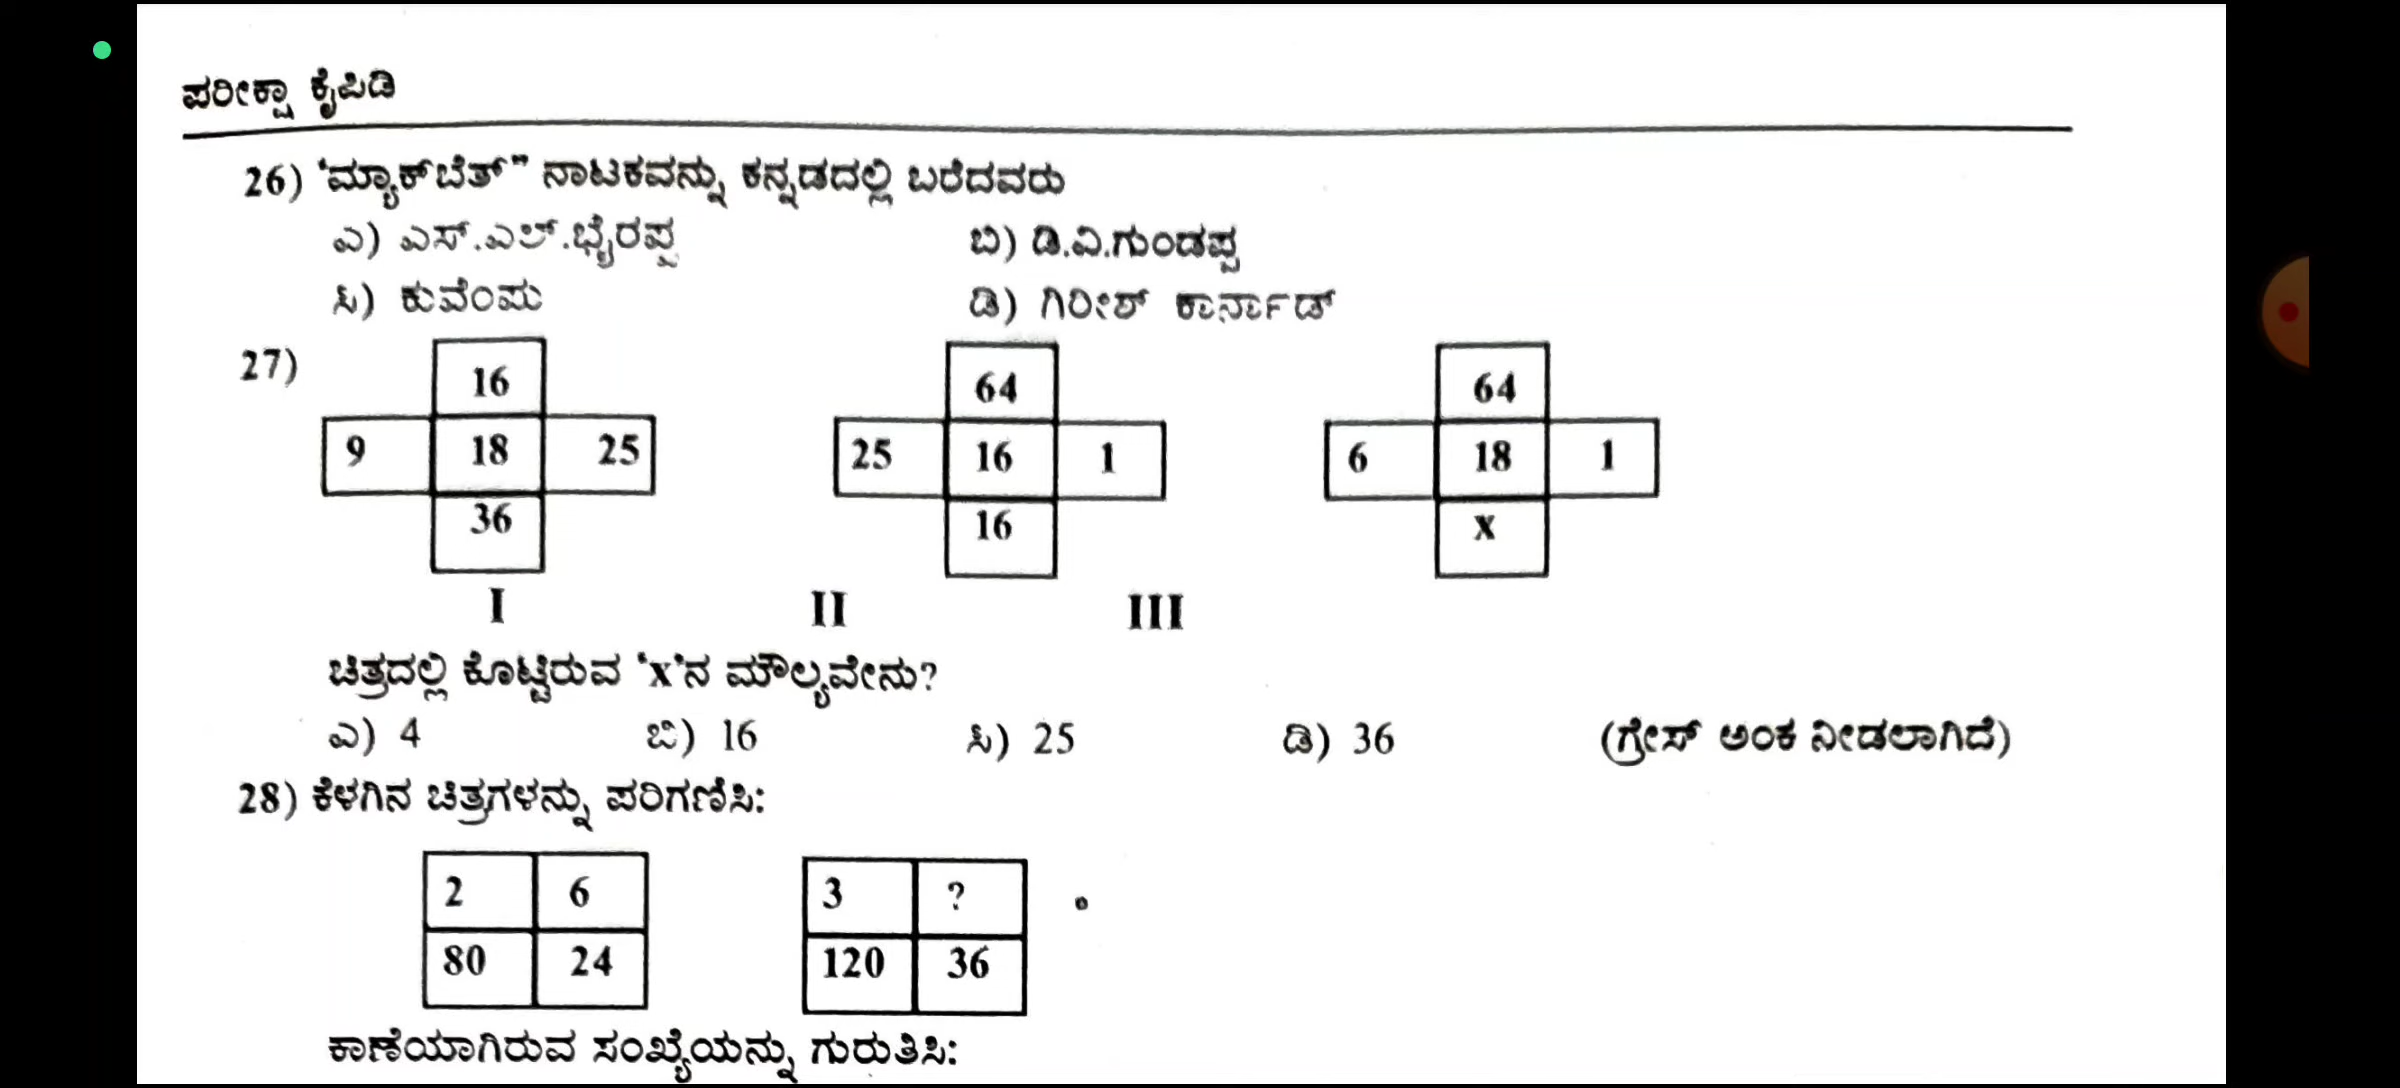 ಪರೀಕ್ಷಾ ಕೈಪಿಡಿ
26) 'ಮ್ಯಾಕ್‌ಬೆತ್" ನಾಟಕವನ್ನು ಕನ್ನಡದಲ್ಲಿ ಬರೆದವರು
ಎ) ಎಸ್.ಎಲ್.ಭೈರಪ್ಪ ಬಿ) ಡಿ.ವಿ.ಗುಂಡಪ್ಪ
ಸಿ) ಕುವೆಂಪು ಡಿ) ಗಿರೀಶ್ ಕಾರ್ನಾಡ್
27) 16 64 64
9 18 25 25 16 1 6 18 1
36 16 X
I II III
ಚಿತ್ರದಲ್ಲಿ ಕೊಟ್ಟಿರುವ 'x'ನ ಮೌಲ್ಯವೇನು?
ಎ) 4 ಬಿ) 16 ಸಿ) 25 ಡಿ) 36 (ಗ್ರೇಸ್ ಅಂಕ ನೀಡಲಾಗಿದೆ)
28) ಕೆಳಗಿನ ಚಿತ್ರಗಳನ್ನು ಪರಿಗಣಿಸಿ:
2 6 3 ?
80 24 120 36
ಕಾಣೆಯಾಗಿರುವ ಸಂಖ್ಯೆಯನ್ನು ಗುರುತಿಸಿ: